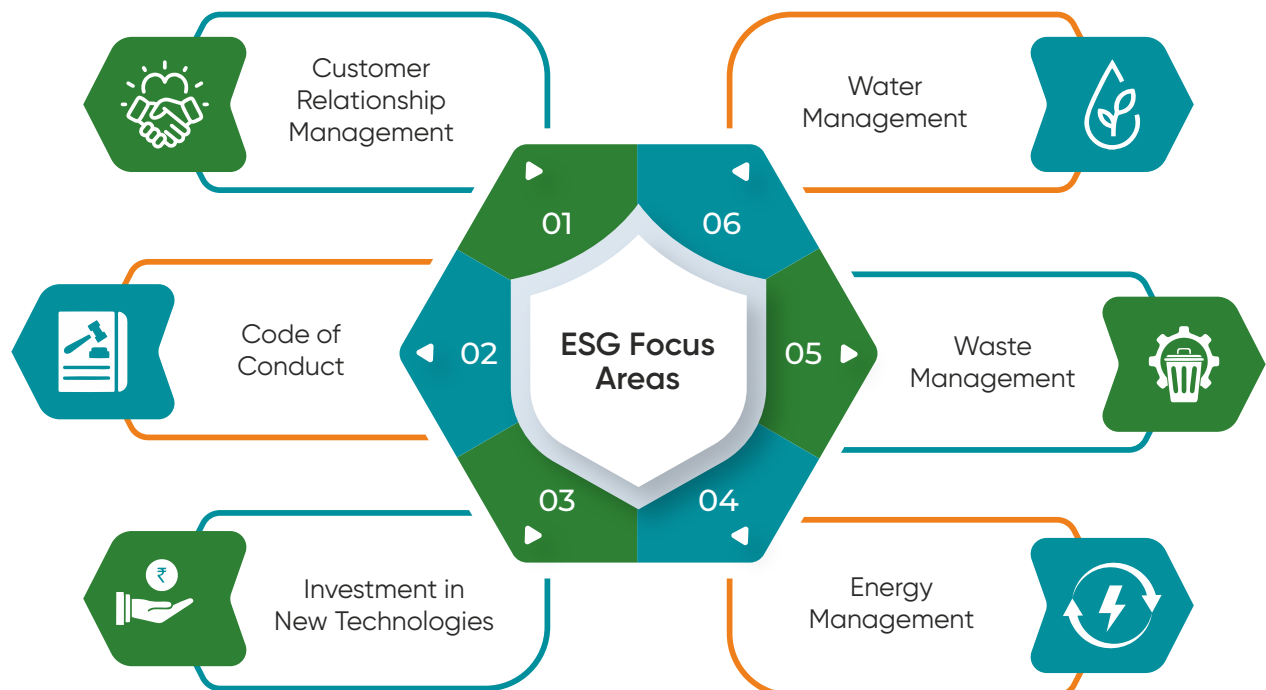 Customer
Relationship
Management
Water
Management
01
06
Code of
Conduct
02
ESG Focus
Areas
05
Waste
Management
03
04
₹
Investment in
New Technologies
Energy
Management